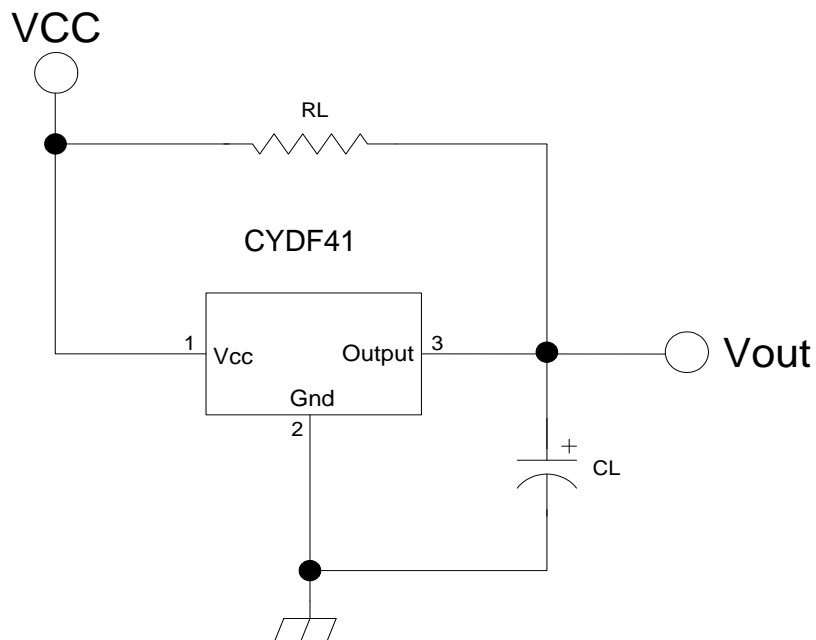 VCC
RL
CYDF41
1
Vcc
Output
3
Vout
Gnd
2
+
CL